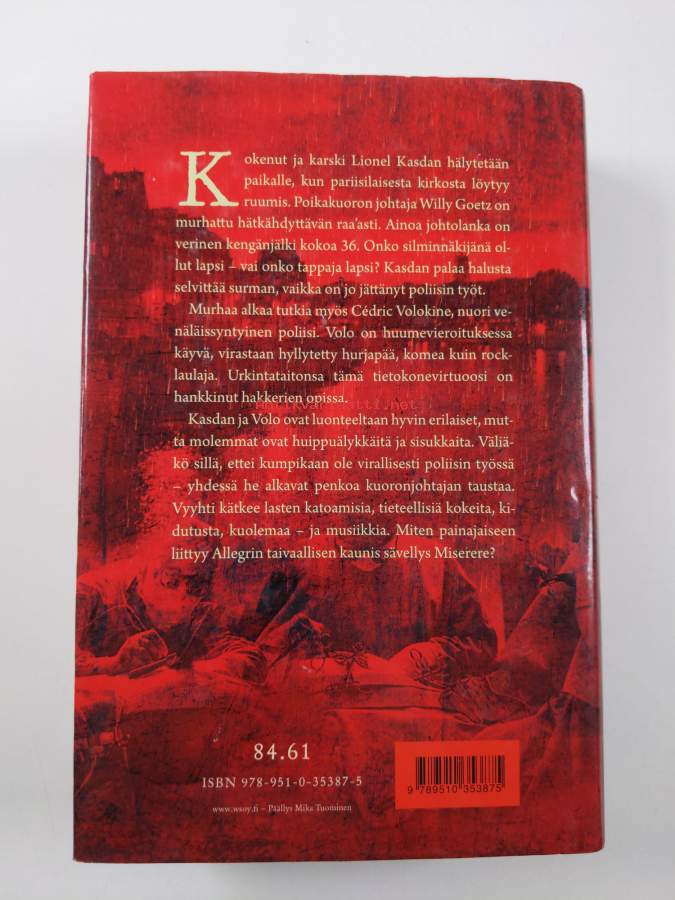 Kokenut ja karski Lionel Kasdan hälytetään
paikalle, kun pariisilaisesta kirkosta löytyy
ruumis. Poikakuoron johtaja Willy Goetz on
murhattu hätkähdyttävän raa'asti. Ainoa johtolanka on
verinen kengänjälki kokoa 36. Onko silminnäkijänä ol-
lut lapsi – vai onko tappaja lapsi? Kasdan palaa halusta
selvittää surman, vaikka on jo jättänyt poliisin työt.
Murhaa alkaa tutkia myös Cédric Volokine, nuori ve-
näläissyntyinen poliisi. Volo on huumevieroituksessa
käyvä, virastaan hyllytetty hurjapää, komea kuin rock-
laulaja. Urkintataitonsa tämä tietokonevirtuoosi on
hankkinut hakkerien opissa.
Kasdan ja Volo ovat luonteeltaan hyvin erilaiset, mut-
ta molemmat ovat huippuälykkäitä ja sisukkaita. Väliä-
kö sillä, ettei kumpikaan ole virallisesti poliisin työssä
– yhdessä he alkavat penkoa kuoronjohtajan taustaa.
Vyyhti kätkee lasten katoamisia, tieteellisiä kokeita, ki-
dutusta, kuolemaa – ja musiikkia. Miten painajaiseen
liittyy Allegrin taivaallisen kaunis sävellys Miserere?
84.61
ISBN 978-951-0-35387-5
www.wsoy.fi – Päällys Mika Tuominen
9 789510 353875